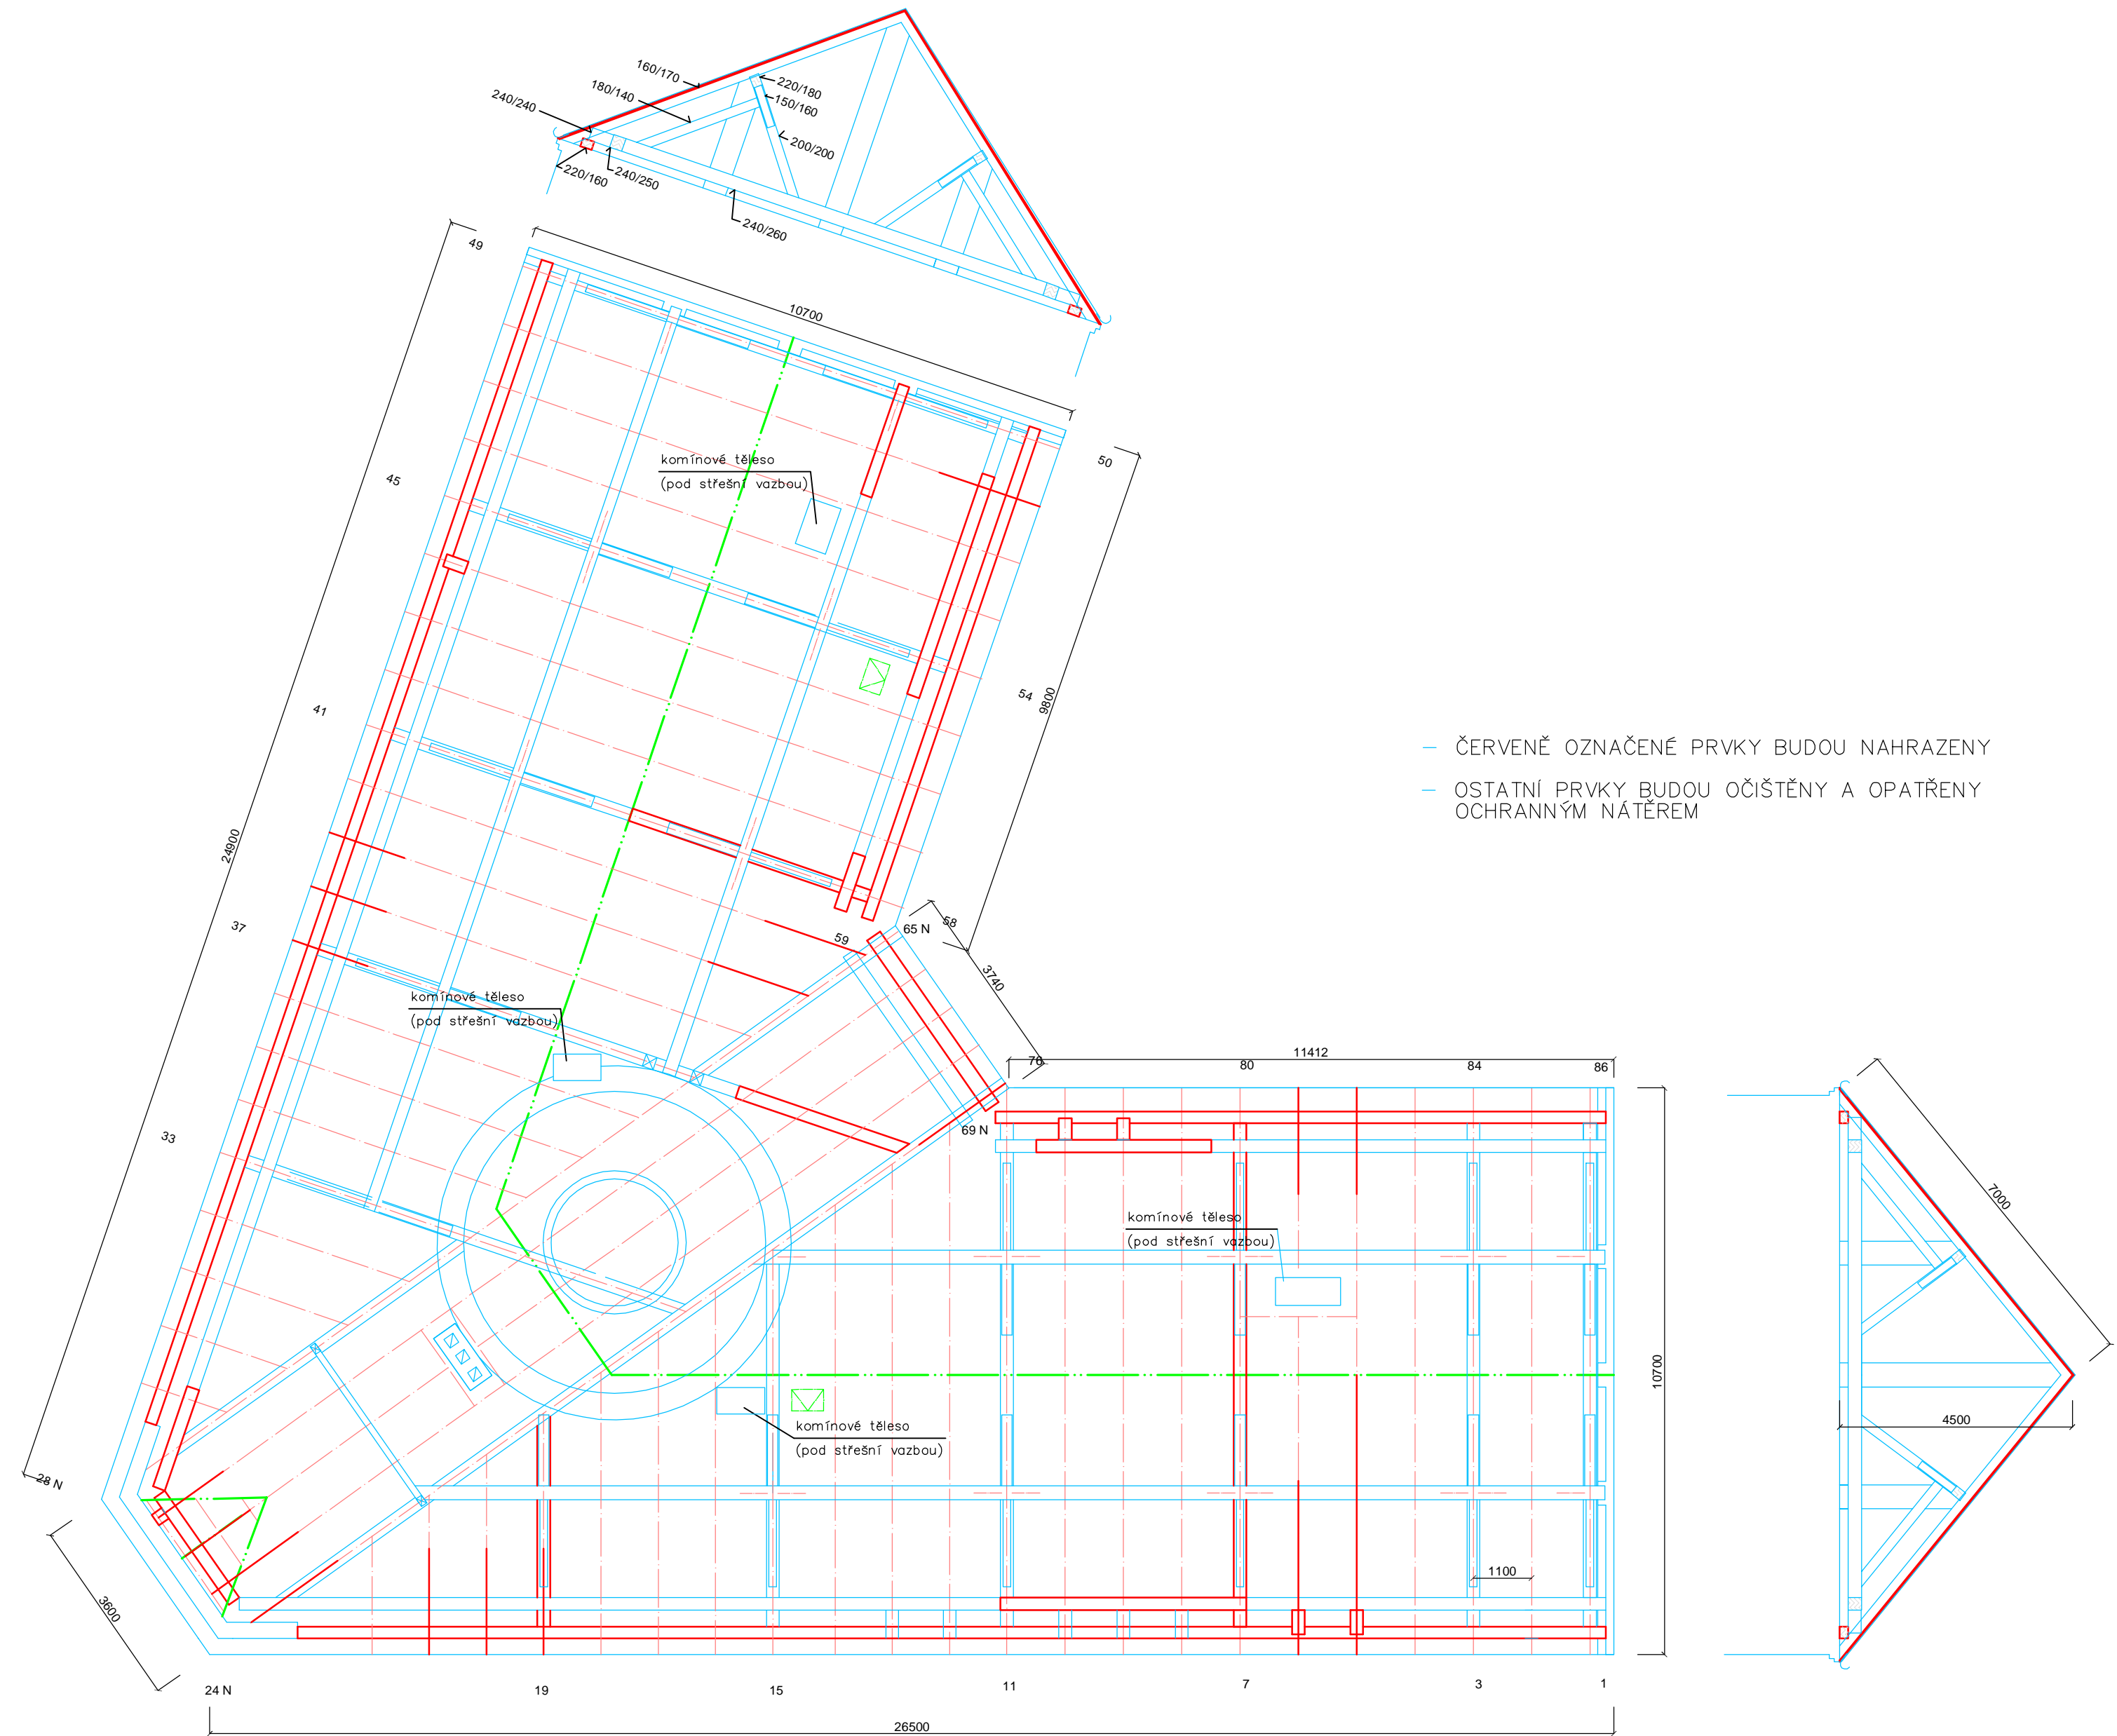 160/170
180/140
240/240
220/180
150/160
200/200
240/250
220/160
240/260
49
10700
komínové těleso
(pod střešní vazbou)
50
45
54
9800
41
— ČERVENĚ OZNAČENÉ PRVKY BUDOU NAHRAZENY
— OSTATNÍ PRVKY BUDOU OČIŠTĚNY A OPATŘENY
OCHRANNÝM NÁTĚREM
24900
37
59
65 N
58
3740
komínové těleso
(pod střešní vazbou)
33
69 N
76
11412
80
84
86
komínové těleso
(pod střešní vazbou)
7000
10700
4500
komínové těleso
(pod střešní vazbou)
28 N
1100
3600
24 N
19
15
11
7
3
1
26500